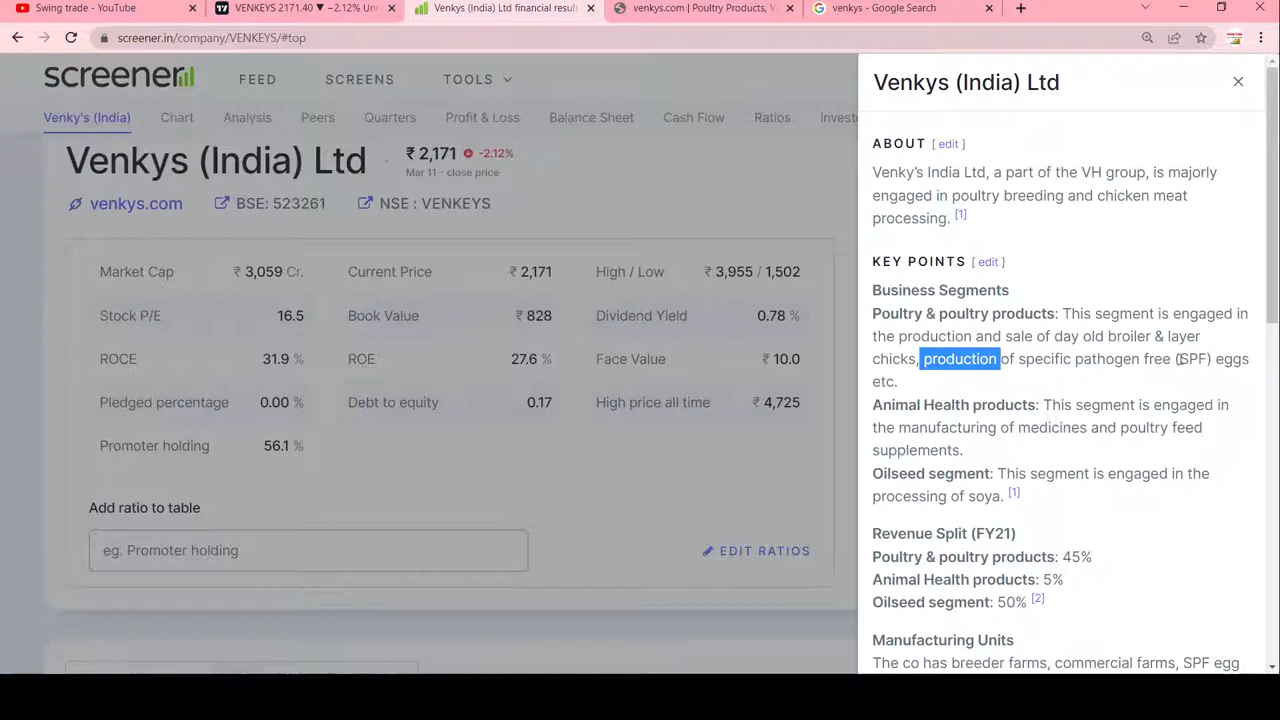 Swing trade - YouTube
VENKEYS 2171.40 ▼ −2.12% Un
Venkys (India) Ltd financial result
venkys.com | Poultry Products, V
venkys - Google Search
screener.in/company/VENKEYS/#top
screener
FEED
SCREENS
TOOLS
Venky's (India)
Chart
Analysis
Peers
Quarters
Profit & Loss
Balance Sheet
Cash Flow
Ratios
Invest
Venkys (India) Ltd
₹ 2,171 -2.12%
Mar 11 - close price
venkys.com
BSE: 523261
NSE : VENKEYS
Market Cap ₹ 3,059 Cr.
Current Price ₹ 2,171
High / Low ₹ 3,955 / 1,502
Stock P/E 16.5
Book Value ₹ 828
Dividend Yield 0.78 %
ROCE 31.9 %
ROE 27.6 %
Face Value ₹ 10.0
Pledged percentage 0.00 %
Debt to equity 0.17
High price all time ₹ 4,725
Promoter holding 56.1 %
Add ratio to table
eg. Promoter holding
EDIT RATIOS
Venkys (India) Ltd
ABOUT [ edit ]
Venky's India Ltd, a part of the VH group, is majorly
engaged in poultry breeding and chicken meat
processing. [1]
KEY POINTS [ edit ]
Business Segments
Poultry & poultry products: This segment is engaged in
the production and sale of day old broiler & layer
chicks, production of specific pathogen free (SPF) eggs
etc.
Animal Health products: This segment is engaged in
the manufacturing of medicines and poultry feed
supplements.
Oilseed segment: This segment is engaged in the
processing of soya. [1]
Revenue Split (FY21)
Poultry & poultry products: 45%
Animal Health products: 5%
Oilseed segment: 50% [2]
Manufacturing Units
The co has breeder farms, commercial farms, SPF egg